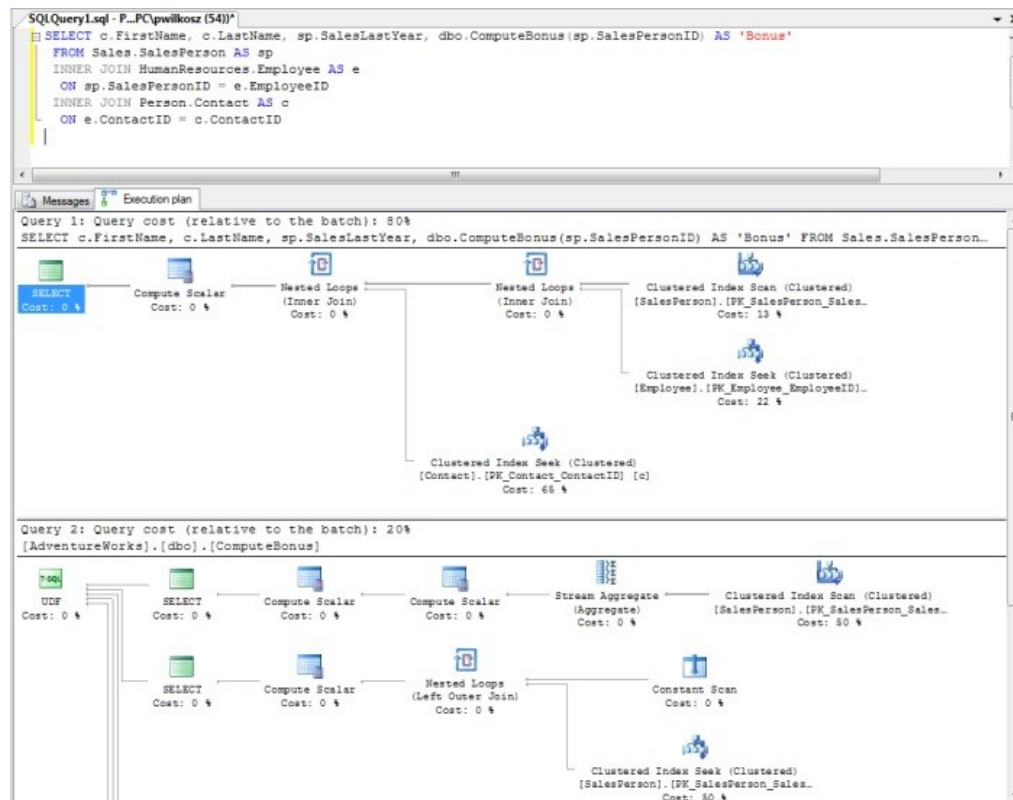 SQLQuery1.sql - P...PC\pwilkosz (54))*
SELECT c.FirstName, c.LastName, sp.SalesLastYear, dbo.ComputeBonus(sp.SalesPersonID) AS 'Bonus'
FROM Sales.SalesPerson AS sp
INNER JOIN HumanResources.Employee AS e
ON sp.SalesPersonID = e.EmployeeID
INNER JOIN Person.Contact AS c
ON e.ContactID = c.ContactID
Messages Execution plan
Query 1: Query cost (relative to the batch): 80%
SELECT c.FirstName, c.LastName, sp.SalesLastYear, dbo.ComputeBonus(sp.SalesPersonID) AS 'Bonus' FROM Sales.SalesPerson…
SELECT
Cost: 0 %
Compute Scalar
Cost: 0 %
Nested Loops
(Inner Join)
Cost: 0 %
Nested Loops
(Inner Join)
Cost: 0 %
Clustered Index Scan (Clustered)
[SalesPerson].[PK_SalesPerson_Sales…
Cost: 13 %
Clustered Index Seek (Clustered)
[Employee].[PK_Employee_EmployeeID]…
Cost: 22 %
Clustered Index Seek (Clustered)
[Contact].[PK_Contact_ContactID] [c]
Cost: 65 %
Query 2: Query cost (relative to the batch): 20%
[AdventureWorks].[dbo].[ComputeBonus]
T-SQL
UDF
Cost: 0 %
SELECT
Cost: 0 %
Compute Scalar
Cost: 0 %
Compute Scalar
Cost: 0 %
Stream Aggregate
(Aggregate)
Cost: 0 %
Clustered Index Scan (Clustered)
[SalesPerson].[PK_SalesPerson_Sales…
Cost: 50 %
SELECT
Cost: 0 %
Compute Scalar
Cost: 0 %
Nested Loops
(Left Outer Join)
Cost: 0 %
Constant Scan
Cost: 0 %
Clustered Index Seek (Clustered)
[SalesPerson].[PK_SalesPerson_Sales…
Cost: 50 %